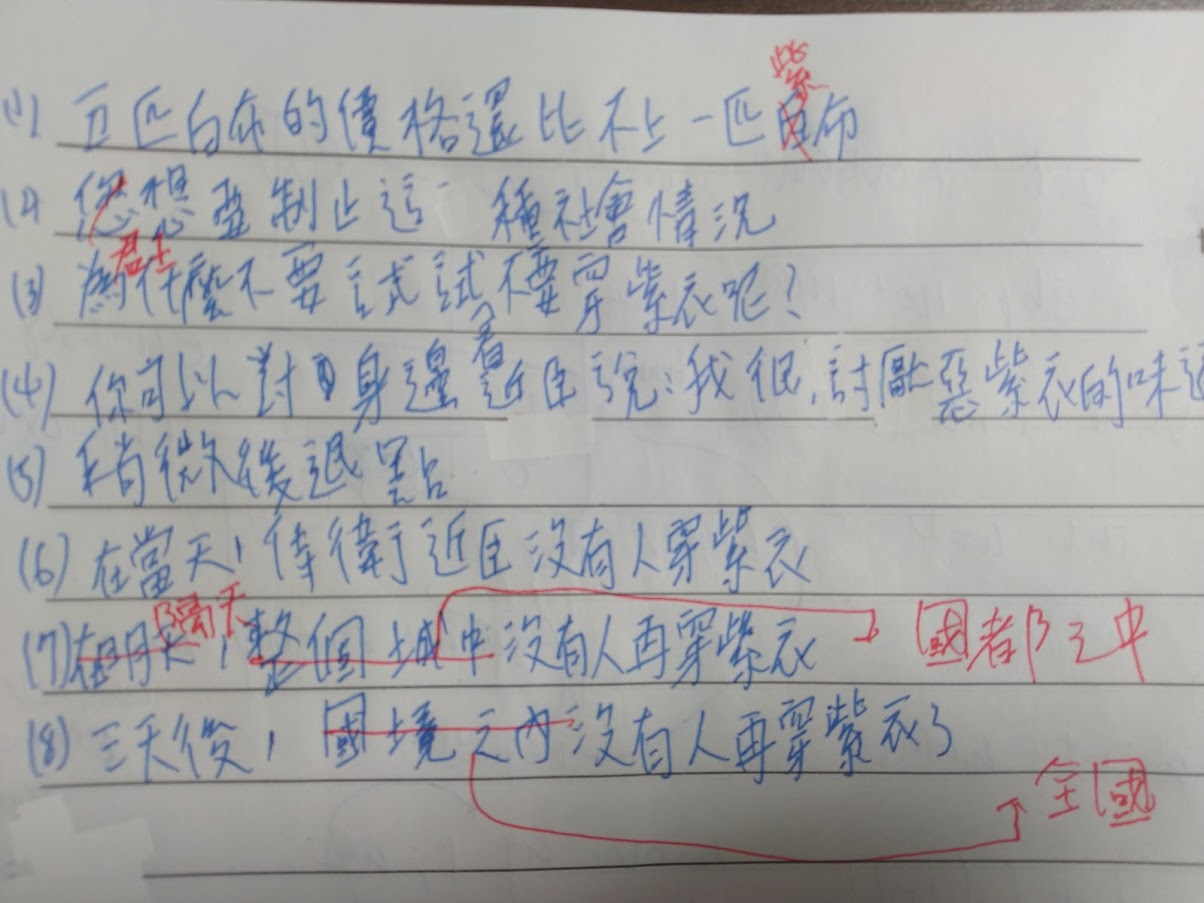 紫
(1) 五匹白布的價格還比不上一匹布
(2) 您想要制止這一種社會情況
君王
(3) 為什麼不要試試看不要穿紫衣呢?
(4) 你可以對身邊近臣說:我很討厭惡紫衣的味道
(5) 稍微後退點
(6) 在當天,侍衛近臣沒有人穿紫衣
隔天
(7) 在明天,整個城中沒有人再穿紫衣 國都之中
(8) 三天後,國境之內沒有人再穿紫衣了
全國